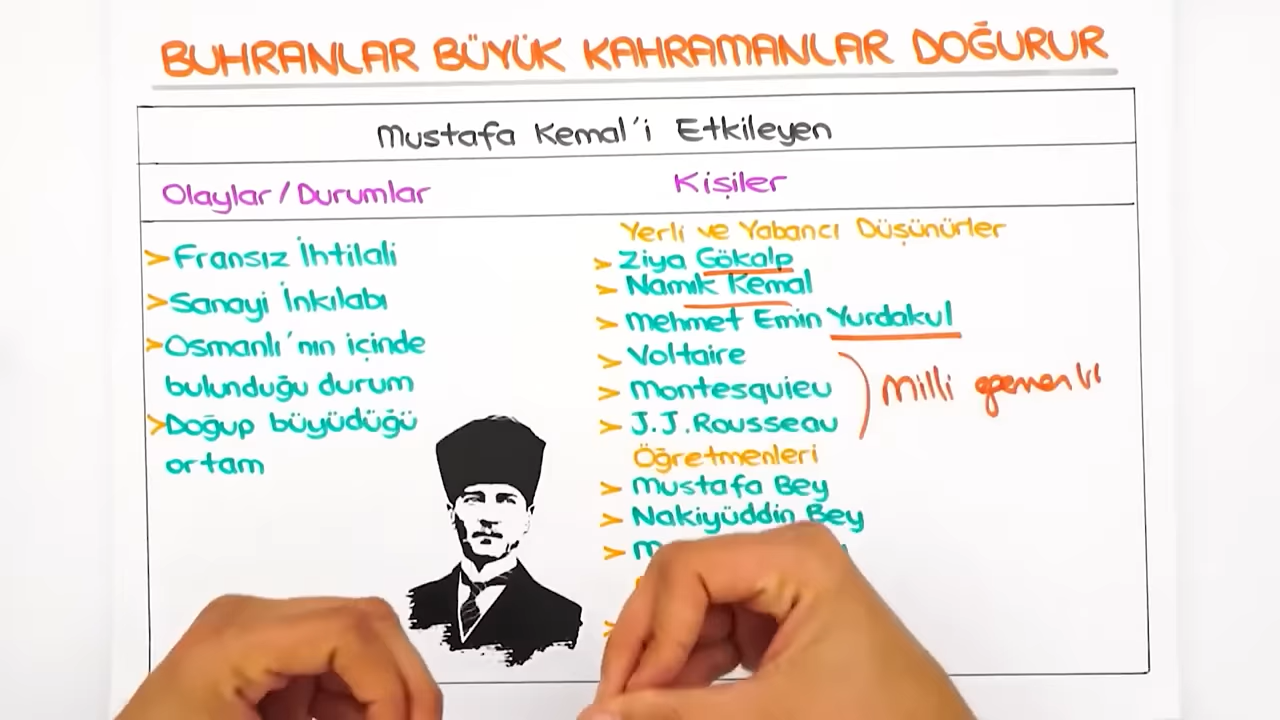 BUHRANLAR BÜYÜK KAHRAMANLAR DOĞURUR
Mustafa Kemal'i Etkileyen
Olaylar/Durumlar
Kişiler
> Fransız İhtilali
> Sanayi İnkılabı
> Osmanlı'nın içinde
bulunduğu durum
> Doğup büyüdüğü
ortam
Yerli ve Yabancı Düşünürler
> Ziya Gökalp
> Namık Kemal
> Mehmet Emin Yurdakul
> Voltaire
> Montesquieu
> J.J.Rousseau
Milli
Öğretmenleri
> Mustafa Bey
> Nakiyüddin Bey